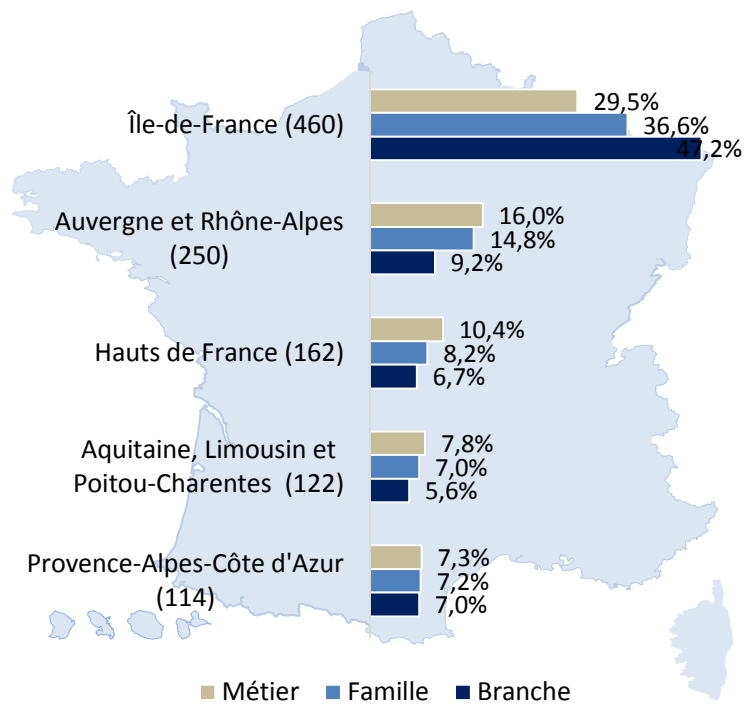 Île-de-France (460)
29,5%
36,6%
47,2%
Auvergne et Rhône-Alpes
(250)
16,0%
14,8%
9,2%
Hauts de France (162)
10,4%
8,2%
6,7%
Aquitaine, Limousin et
Poitou-Charentes (122)
7,8%
7,0%
5,6%
Provence-Alpes-Côte d'Azur
(114)
7,3%
7,2%
7,0%
Métier Famille Branche